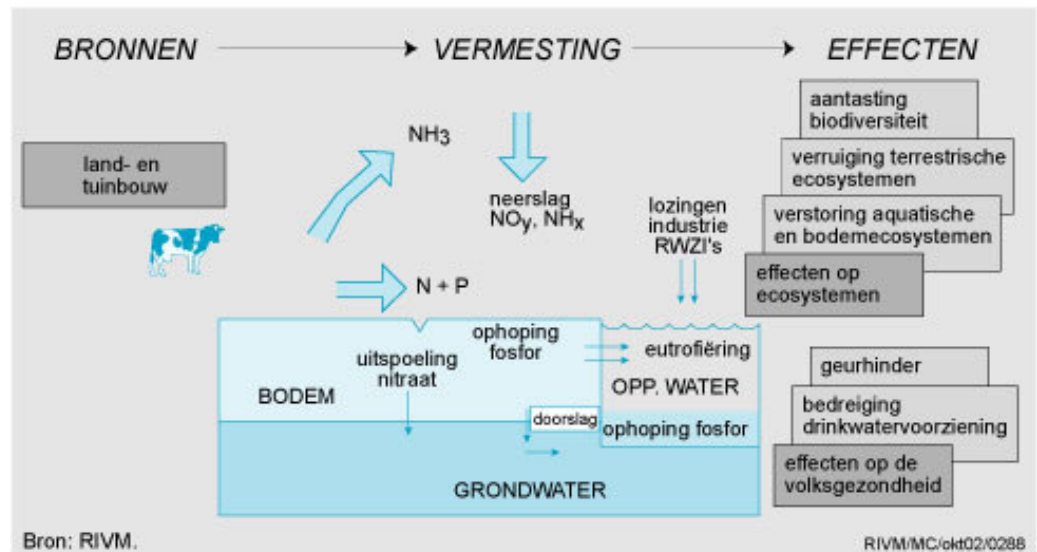 BRONNEN
VERMESTING
EFFECTEN
land- en
tuinbouw
NH3
neerslag
NOy, NHx
lozingen
industrie
RWZI's
N + P
aantasting
biodiversiteit
verruiging terrestrische
ecosystemen
verstoring aquatische
en bodemecosystemen
effecten op
ecosystemen
uitspoeling
nitraat
ophoping
fosfor
eutrofiëring
BODEM
OPP. WATER
doorslag
ophoping fosfor
GRONDWATER
geurhinder
bedreiging
drinkwatervoorziening
effecten op de
volksgezondheid
Bron: RIVM.
RIVM/MC/okt02/0288